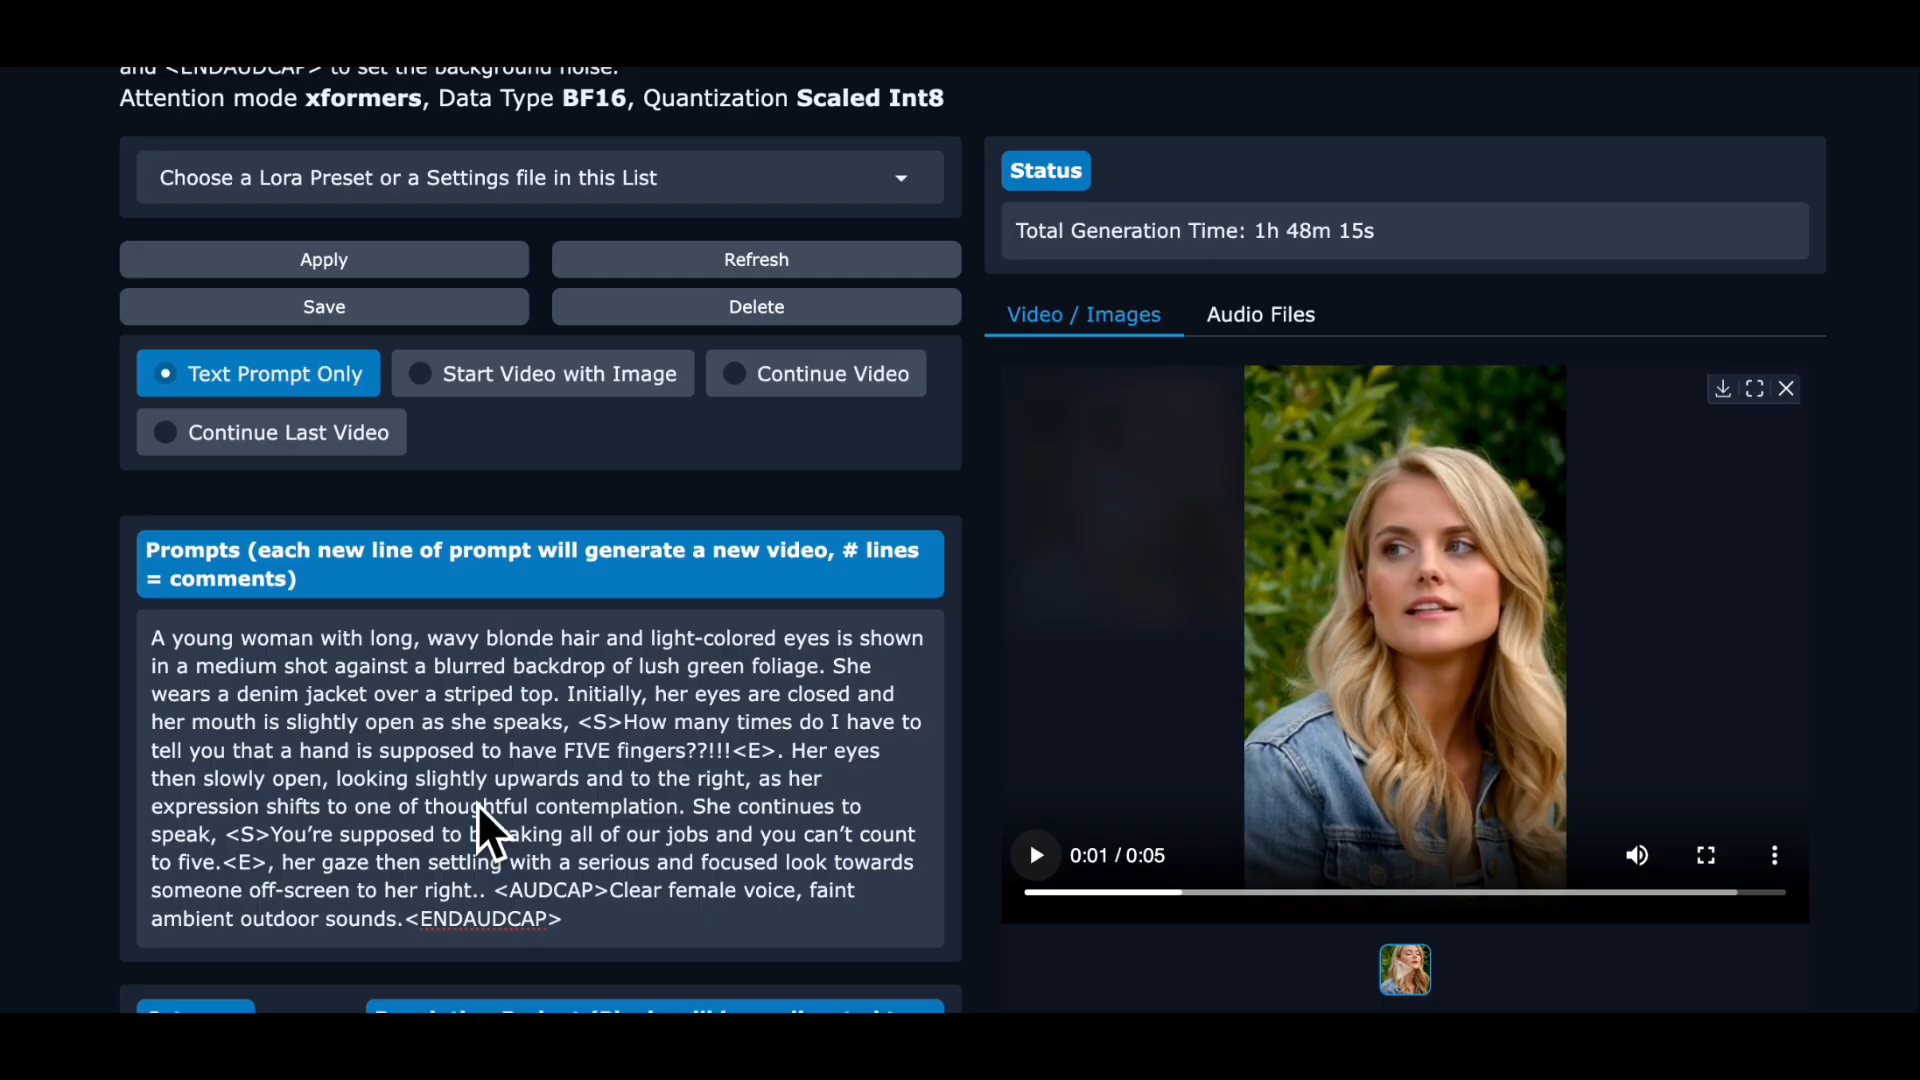 and <ENDAUDCAP> to set the background noise.
Attention mode xformers, Data Type BF16, Quantization Scaled Int8
Choose a Lora Preset or a Settings file in this List
Apply
Refresh
Save
Delete
Text Prompt Only
Start Video with Image
Continue Video
Continue Last Video
Prompts (each new line of prompt will generate a new video, # lines
= comments)
A young woman with long, wavy blonde hair and light-colored eyes is shown
in a medium shot against a blurred backdrop of lush green foliage. She
wears a denim jacket over a striped top. Initially, her eyes are closed and
her mouth is slightly open as she speaks, <S>How many times do I have to
tell you that a hand is supposed to have FIVE fingers??!!!<E>. Her eyes
then slowly open, looking slightly upwards and to the right, as her
expression shifts to one of thoughtful contemplation. She continues to
speak, <S>You’re supposed to all of our jobs and you can’t count
to five.<E>, her gaze then settling with a serious and focused look towards
someone off-screen to her right.. <AUDCAP>Clear female voice, faint
ambient outdoor sounds.<ENDAUDCAP>
Status
Total Generation Time: 1h 48m 15s
Video / Images
Audio Files
0:01 / 0:05